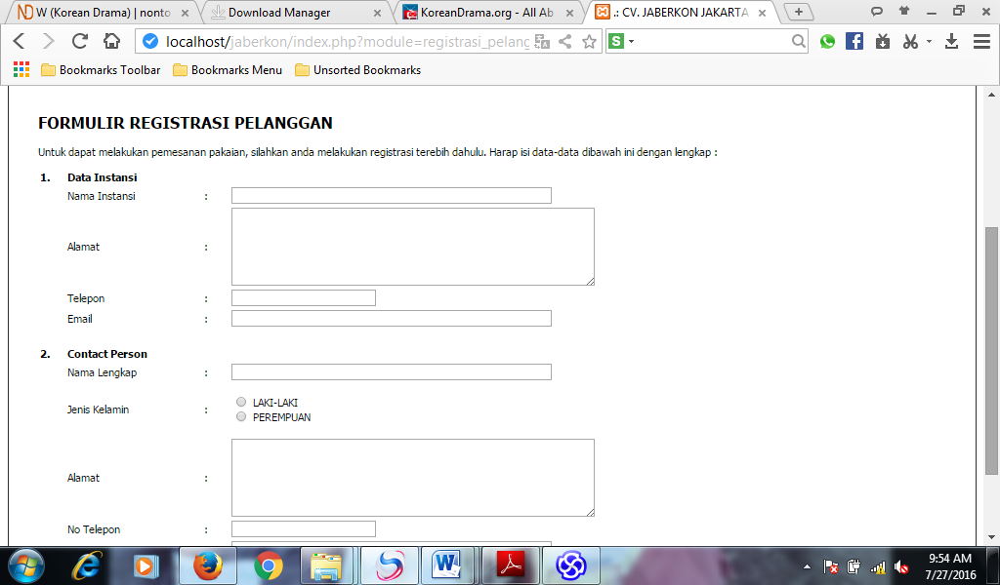 W (Korean Drama) | nonto
Download Manager
KoreanDrama.org - All Ab
.: CV. JABERKON JAKARTA
localhost/jaberkon/index.php?module=registrasi_pelang
S
Bookmarks Toolbar
Bookmarks Menu
Unsorted Bookmarks
FORMULIR REGISTRASI PELANGGAN
Untuk dapat melakukan pemesanan pakaian, silahkan anda melakukan registrasi terebih dahulu. Harap isi data-data dibawah ini dengan lengkap :
1. Data Instansi
Nama Instansi :
Alamat :
Telepon :
Email :
2. Contact Person
Nama Lengkap :
Jenis Kelamin :
LAKI-LAKI
PEREMPUAN
Alamat :
No Telepon :
9:54 AM
7/27/2016